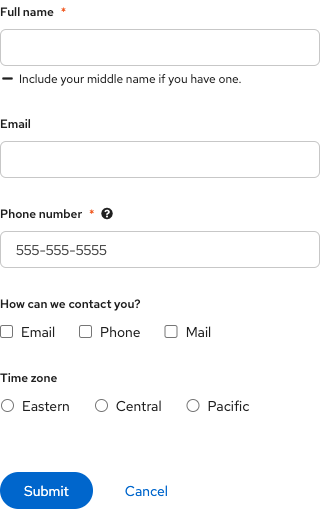 Full name *
Include your middle name if you have one.
Email
Phone number * ?
555-555-5555
How can we contact you?
Email Phone Mail
Time zone
Eastern Central Pacific
Submit Cancel